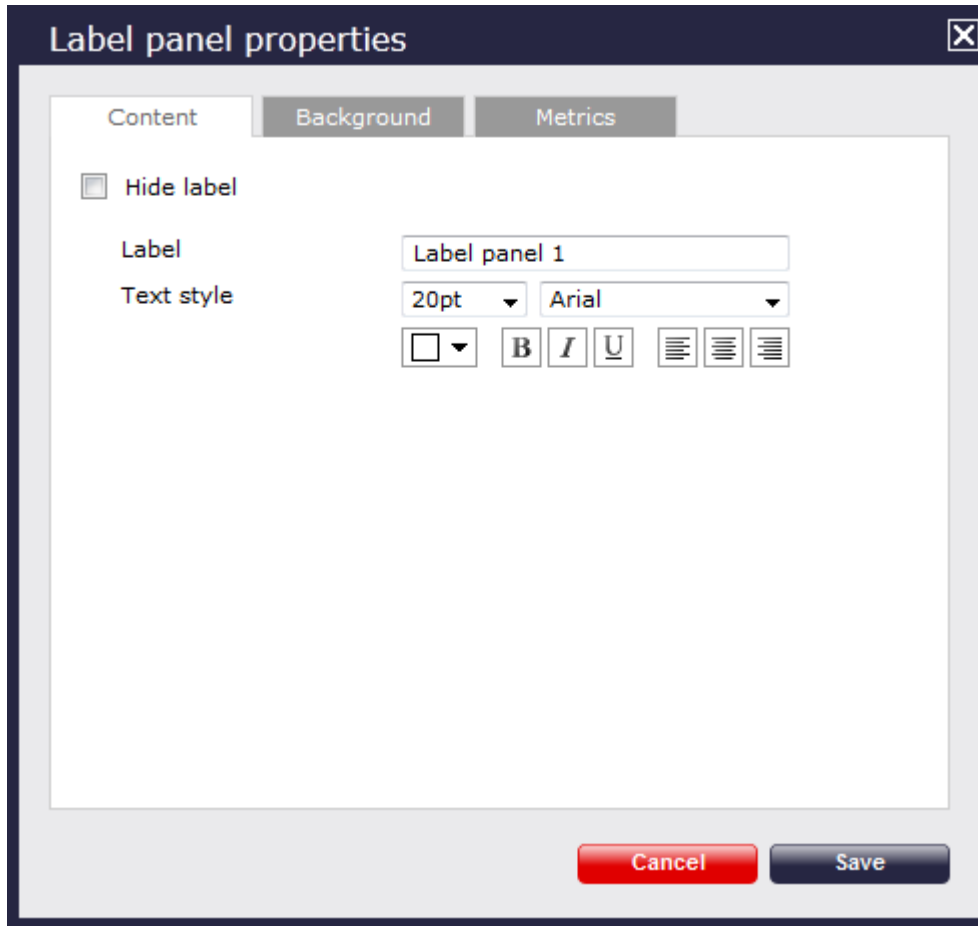 Label panel properties
Content Background Metrics
Hide label
Label Label panel 1
Text style 20pt Arial
B I U
Cancel Save